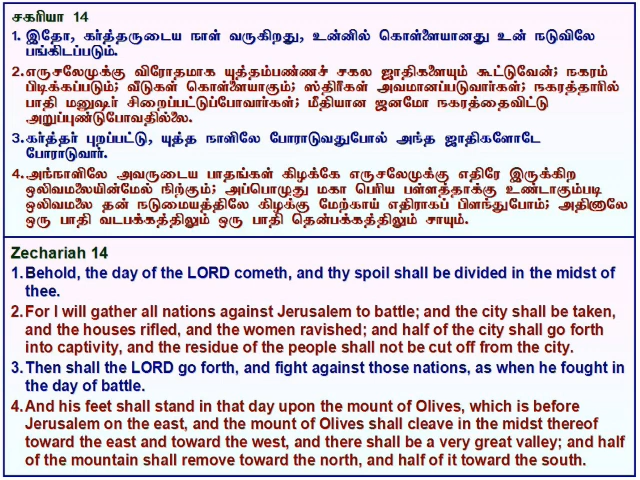 சகரியா 14
1. இதோ, கர்த்தருடைய நாள் வருகிறது, உன்னில் கொள்ளையானது உன் நடுவிலே
பங்கிடப்படும்.
2.எருசலேமுக்கு விரோதமாக யுத்தம்பண்ணச் சகல ஜாதிகளையும் கூட்டுவேன்; நகரம்
பிடிக்கப்படும்; வீடுகள் கொள்ளையாகும்; ஸ்திரீகள் அவமானப்படுவார்கள்; நகரத்தாரில்
பாதி மனுஷர் சிறைப்பட்டுப்போவார்கள்; மீதியான ஜனமோ நகரத்தைவிட்டு
அறுப்புண்டுபோவதில்லை.
3.கர்த்தர் புறப்பட்டு, யுத்த நாளிலே போராடுவதுபோல் அந்த ஜாதிகளோடே
போராடுவார்.
4.அந்நாளிலே அவருடைய பாதங்கள் கிழக்கே எருசலேமுக்கு எதிரே இருக்கிற
ஒலிவமலையின்மேல் நிற்கும்; அப்பொழுது மகா பெரிய பள்ளத்தாக்கு உண்டாகும்படி
ஒலிவமலை தன் நடுமையத்திலே கிழக்கு மேற்காய் எதிராகப் பிளந்துபோம்; அதினாலே
ஒரு பாதி வடபக்கத்திலும் ஒரு பாதி தென்பக்கத்திலும் சாயும்.
Zechariah 14
1.Behold, the day of the LORD cometh, and thy spoil shall be divided in the midst of
thee.
2.For I will gather all nations against Jerusalem to battle; and the city shall be taken,
and the houses rifled, and the women ravished; and half of the city shall go forth
into captivity, and the residue of the people shall not be cut off from the city.
3.Then shall the LORD go forth, and fight against those nations, as when he fought in
the day of battle.
4.And his feet shall stand in that day upon the mount of Olives, which is before
Jerusalem on the east, and the mount of Olives shall cleave in the midst thereof
toward the east and toward the west, and there shall be a very great valley; and half
of the mountain shall remove toward the north, and half of it toward the south.